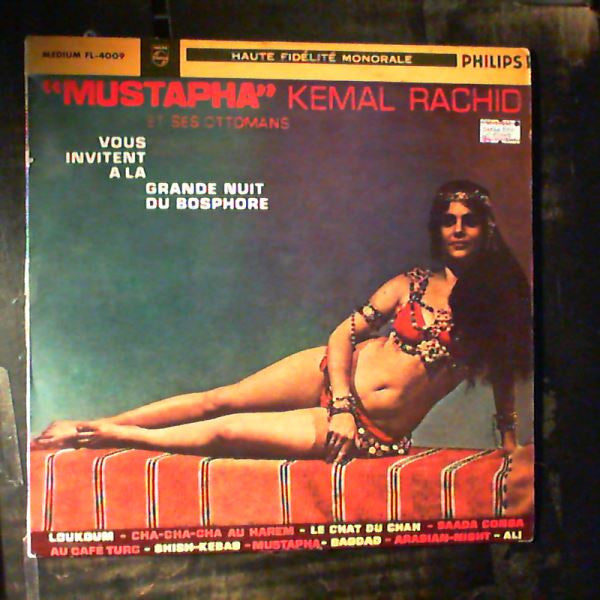 MEDIUM FL-4009
PHILIPS
HAUTE FIDÉLITÉ MONORALE
PHILIPS
"MUSTAPHA" KEMAL RACHID
ET SES OTTOMANS
VOUS
INVITENT
A LA
GRANDE NUIT
DU BOSPHORE
LOUKOUM - CHA-CHA-CHA AU HAREM - LE CHAT DU CHAH - SAADA CONGA
AU CAFÉ TURC - SHISH-KEBAB - MUSTAPHA - BAGDAD - ARABIAN-NIGHT - ALI